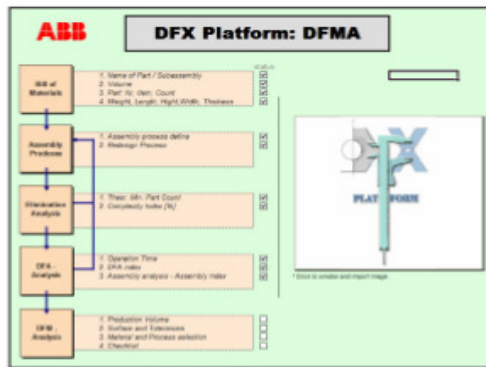 ABB
DFX Platform: DFMA
Bill of
Materials
1. Name of Part / Subassembly
2. Volume
3. Part Nr, Item, Count
4. Weight, Length, Hight, Width, Thickness
Assembly
1. Assembly process define
2. Redesign Process
Elimination
Analysis
1. Theor. Min. Part Count
2. Complexity Index [%]
DFA -
Analysis
1. Operation Time
2. DFA Index
3. Assembly analysis - Assembly Index
DFM -
Analysis
1. Production Volume
2. Surface and Tolerances
3. Material and Process selection
4. Checklist
PLATFORM